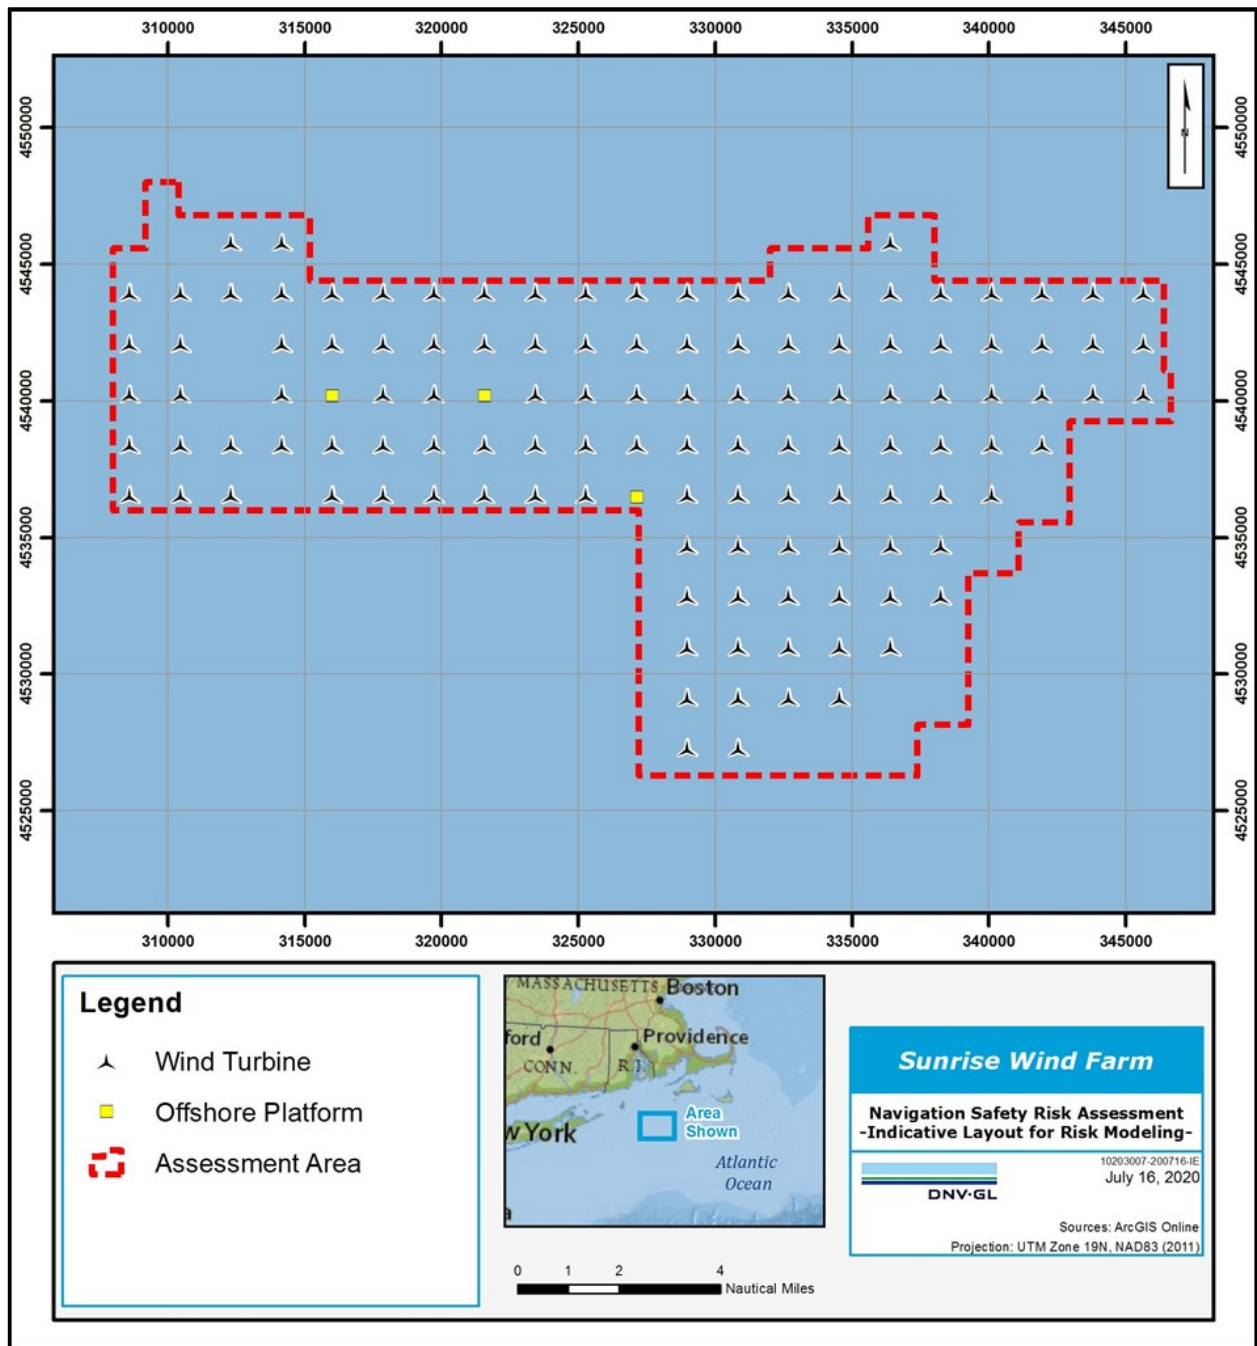 310000 315000 320000 325000 330000 335000 340000 345000
4550000 4550000
N
4545000 4545000
4540000 4540000
4535000 4535000
4530000 4530000
4525000 4525000
310000 315000 320000 325000 330000 335000 340000 345000
Legend
Wind Turbine
Offshore Platform
Assessment Area
MASSACHUSETTS
Boston
ford
Providence
CONN.
R.I.
Area
Shown
w York
Atlantic
Ocean
0 1 2 4
Nautical Miles
Sunrise Wind Farm
Navigation Safety Risk Assessment
-Indicative Layout for Risk Modeling-
10203007-200716-IE
July 16, 2020
DNV·GL
Sources: ArcGIS Online
Projection: UTM Zone 19N, NAD83 (2011)